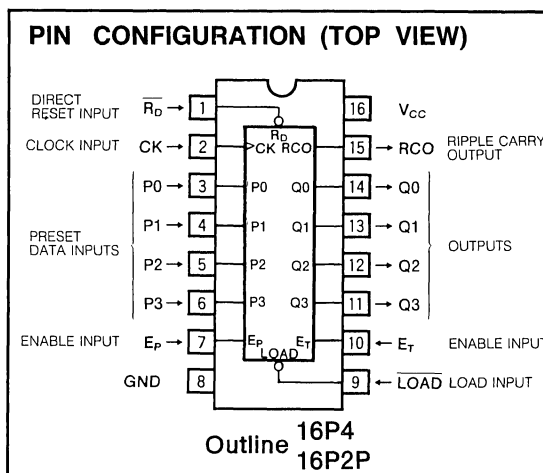 PIN CONFIGURATION (TOP VIEW)
DIRECT
RESET INPUT
R̅D̅ → 1
16 VCC
RD
CLOCK INPUT CK → 2
CK RCO
15 → RCO RIPPLE CARRY
OUTPUT
P0 → 3 P0 Q0 14 → Q0
P1 → 4 P1 Q1 13 → Q1
PRESET
DATA INPUTS
OUTPUTS
P2 → 5 P2 Q2 12 → Q2
P3 → 6 P3 Q3 11 → Q3
ENABLE INPUT EP → 7 EP ET 10 ← ET ENABLE INPUT
LOAD
GND 8 9 ← L̅O̅A̅D̅ LOAD INPUT
Outline 16P4
16P2P